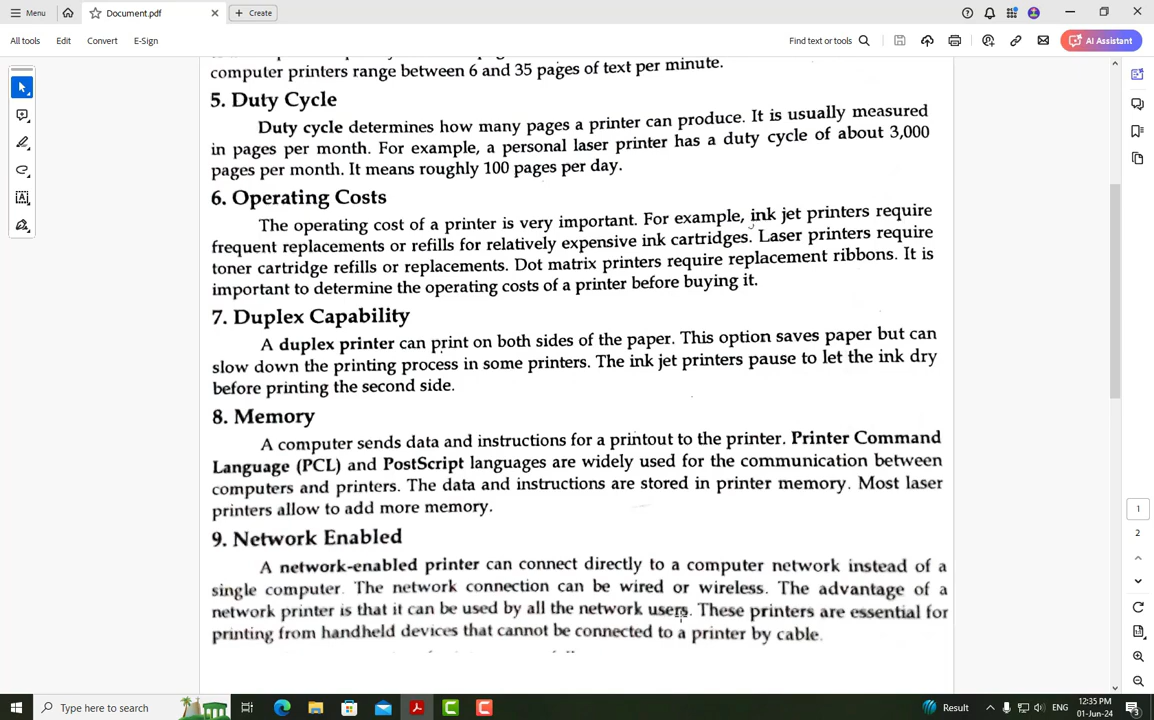 Menu
Document.pdf
Create
All tools
Edit
Convert
E-Sign
Find text or tools
AI Assistant
computer printers range between 6 and 35 pages of text per minute.
5. Duty Cycle
Duty cycle determines how many pages a printer can produce. It is usually measured
in pages per month. For example, a personal laser printer has a duty cycle of about 3,000
pages per month. It means roughly 100 pages per day.
6. Operating Costs
The operating cost of a printer is very important. For example, ink jet printers require
frequent replacements or refills for relatively expensive ink cartridges. Laser printers require
toner cartridge refills or replacements. Dot matrix printers require replacement ribbons. It is
important to determine the operating costs of a printer before buying it.
7. Duplex Capability
A duplex printer can print on both sides of the paper. This option saves paper but can
slow down the printing process in some printers. The ink jet printers pause to let the ink dry
before printing the second side.
8. Memory
A computer sends data and instructions for a printout to the printer. Printer Command
Language (PCL) and PostScript languages are widely used for the communication between
computers and printers. The data and instructions are stored in printer memory. Most laser
printers allow to add more memory.
9. Network Enabled
A network-enabled printer can connect directly to a computer network instead of a
single computer. The network connection can be wired or wireless. The advantage of a
network printer is that it can be used by all the network users. These printers are essential for
printing from handheld devices that cannot be connected to a printer by cable.
1
2
Type here to search
Result
ENG
12:35 PM
01-Jun-24
3